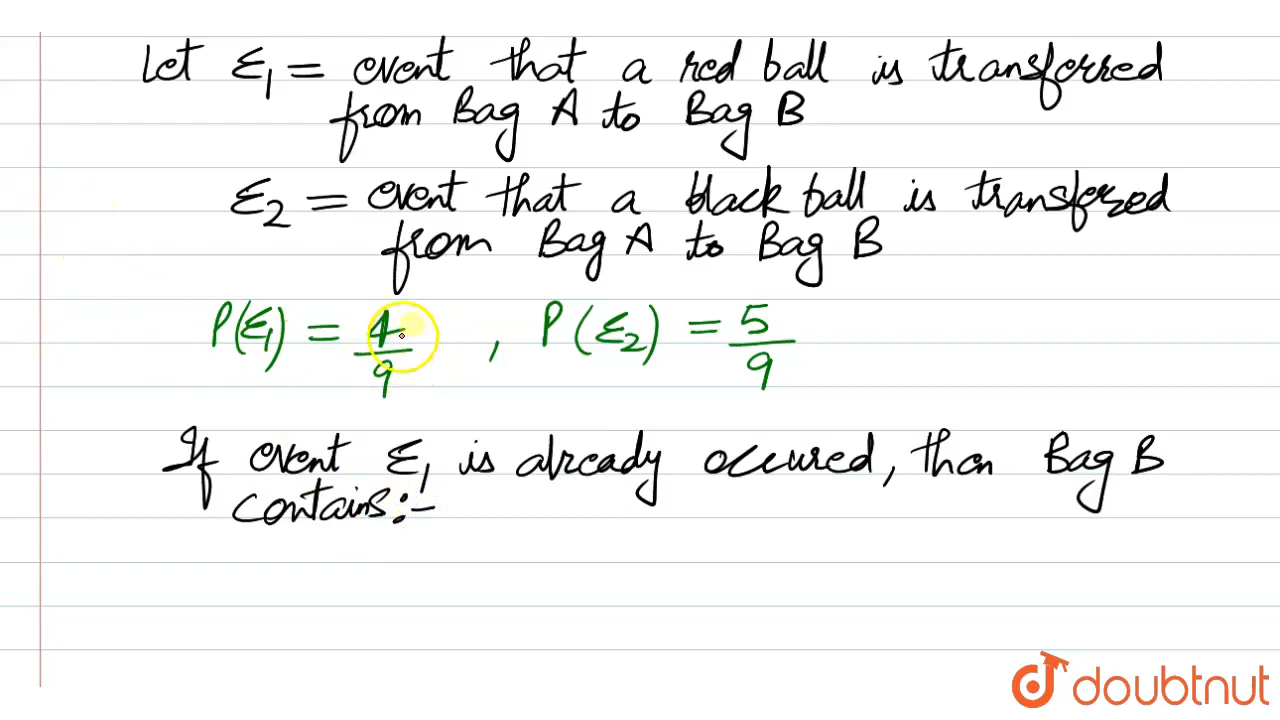 Let E1 = event that a red ball is transferred
from Bag A to Bag B
E2 = event that a black ball is transferred
from Bag A to Bag B
P(E1) = 4/9 , P(E2) = 5/9
If event E1 is already occured, then Bag B
contains:-
doubtnut